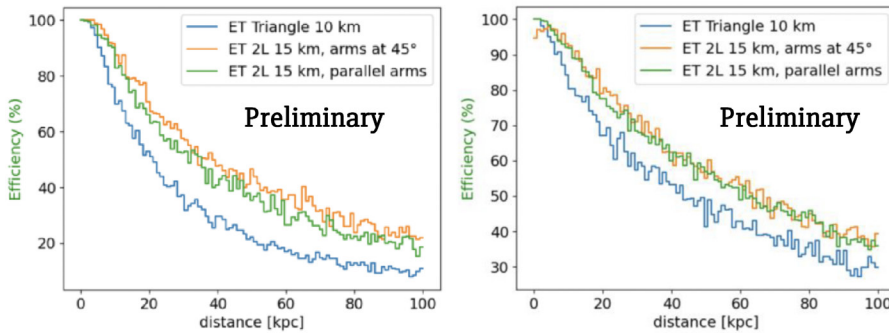 ET Triangle 10 km
ET 2L 15 km, arms at 45°
ET 2L 15 km, parallel arms
Preliminary
Efficiency (%)
100
80
60
40
20
0
20
40
60
80
100
distance [kpc]
ET Triangle 10 km
ET 2L 15 km, arms at 45°
ET 2L 15 km, parallel arms
Preliminary
Efficiency (%)
100
90
80
70
60
50
40
30
0
20
40
60
80
100
distance [kpc]